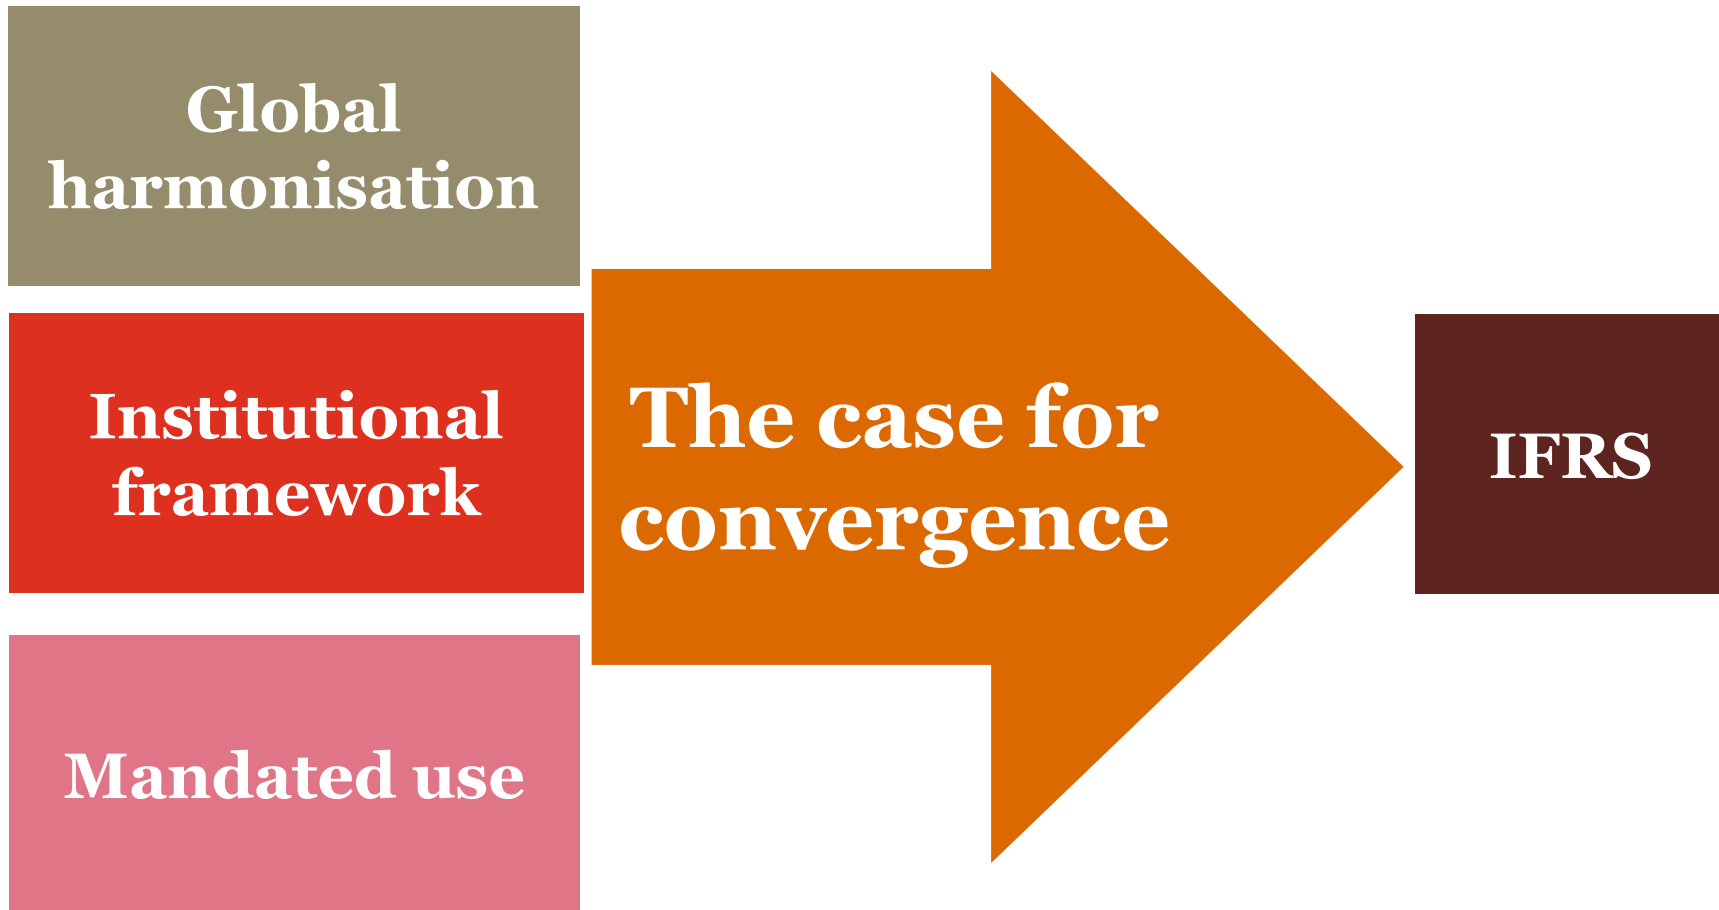 Global
harmonisation
Institutional
framework
Mandated use
The case for
convergence
IFRS